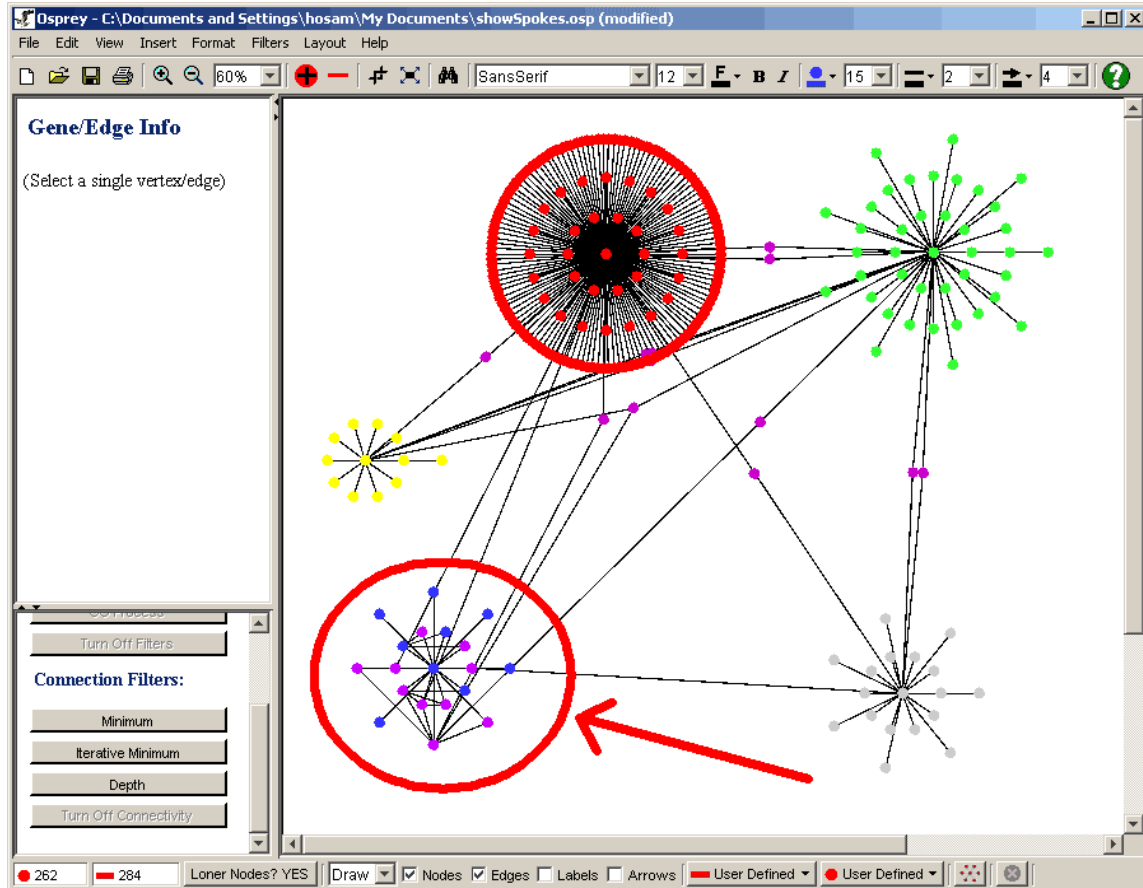 Osprey - C:\Documents and Settings\hosam\My Documents\showSpokes.osp (modified)
File Edit View Insert Format Filters Layout Help
60% SansSerif 12 F B I 15 2 4 ?
Gene/Edge Info
(Select a single vertex/edge)
GO Process
Turn Off Filters
Connection Filters:
Minimum
Iterative Minimum
Depth
Turn Off Connectivity
262 284 Loner Nodes? YES Draw Nodes Edges Labels Arrows User Defined User Defined